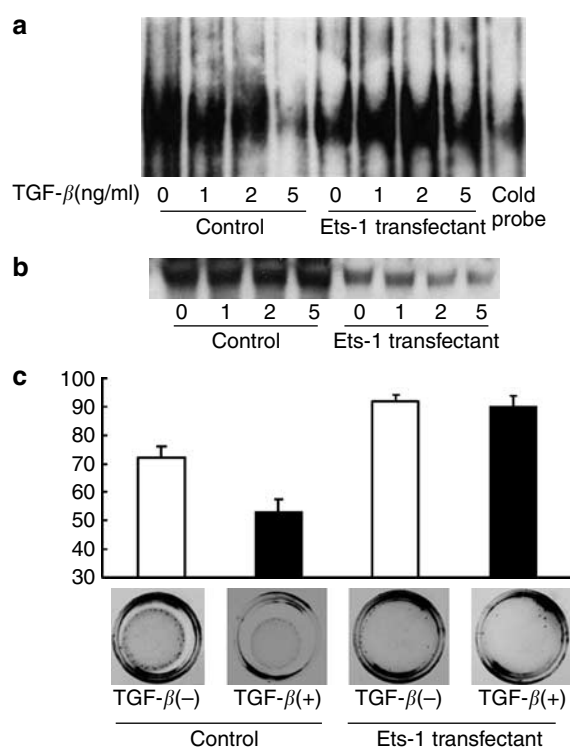 a
TGF-β(ng/ml) 0 1 2 5 0 1 2 5 Cold probe
Control Ets-1 transfectant
b
0 1 2 5 0 1 2 5
Control Ets-1 transfectant
c
100
90
80
70
60
50
40
30
TGF-β(–) TGF-β(+) TGF-β(–) TGF-β(+)
Control Ets-1 transfectant